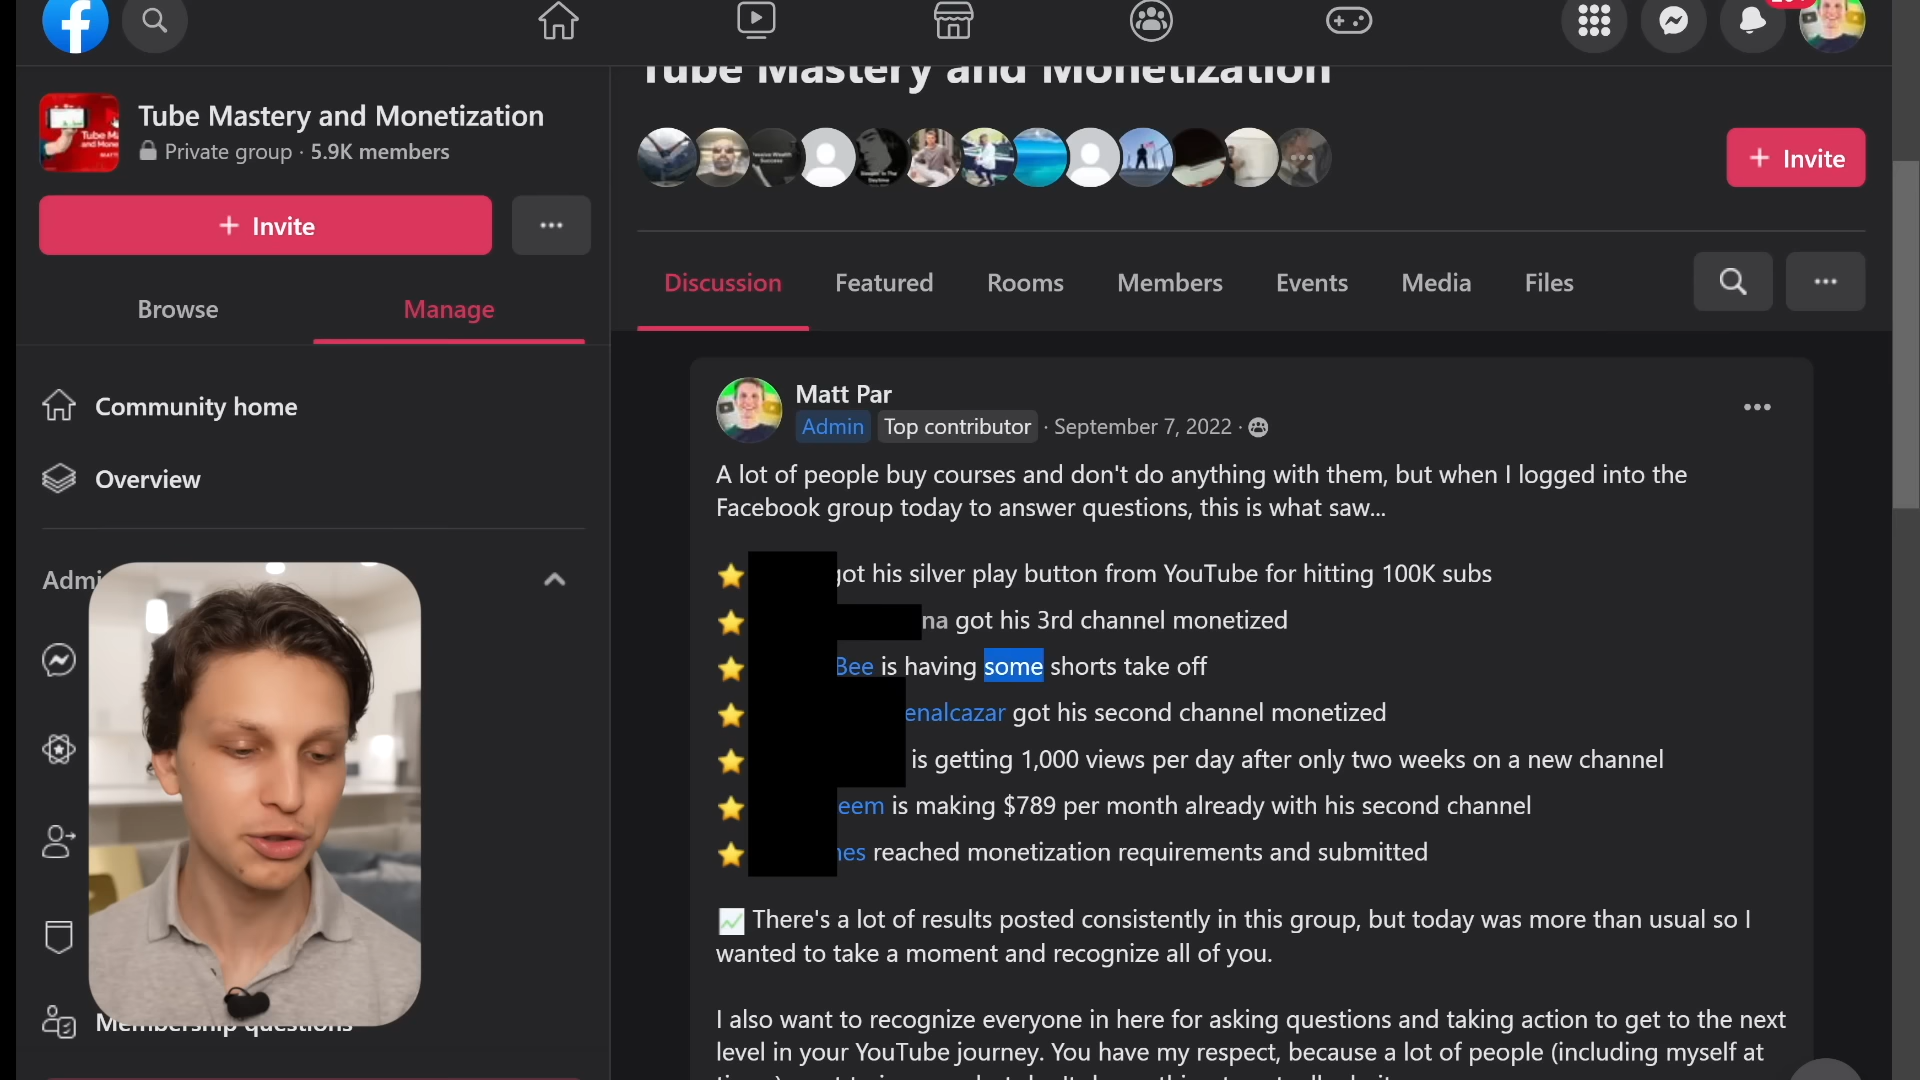 Tube Mastery and Monetization
Tube Mastery and Monetization
Private group · 5.9K members
+ Invite
+ Invite
Browse
Manage
Discussion
Featured
Rooms
Members
Events
Media
Files
Community home
Overview
Admi
Membership questions
Matt Par
Admin Top contributor · September 7, 2022 ·
A lot of people buy courses and don't do anything with them, but when I logged into the
Facebook group today to answer questions, this is what saw...
got his silver play button from YouTube for hitting 100K subs
na got his 3rd channel monetized
Bee is having some shorts take off
enalcazar got his second channel monetized
is getting 1,000 views per day after only two weeks on a new channel
eem is making $789 per month already with his second channel
nes reached monetization requirements and submitted
There's a lot of results posted consistently in this group, but today was more than usual so I
wanted to take a moment and recognize all of you.
I also want to recognize everyone in here for asking questions and taking action to get to the next
level in your YouTube journey. You have my respect, because a lot of people (including myself at